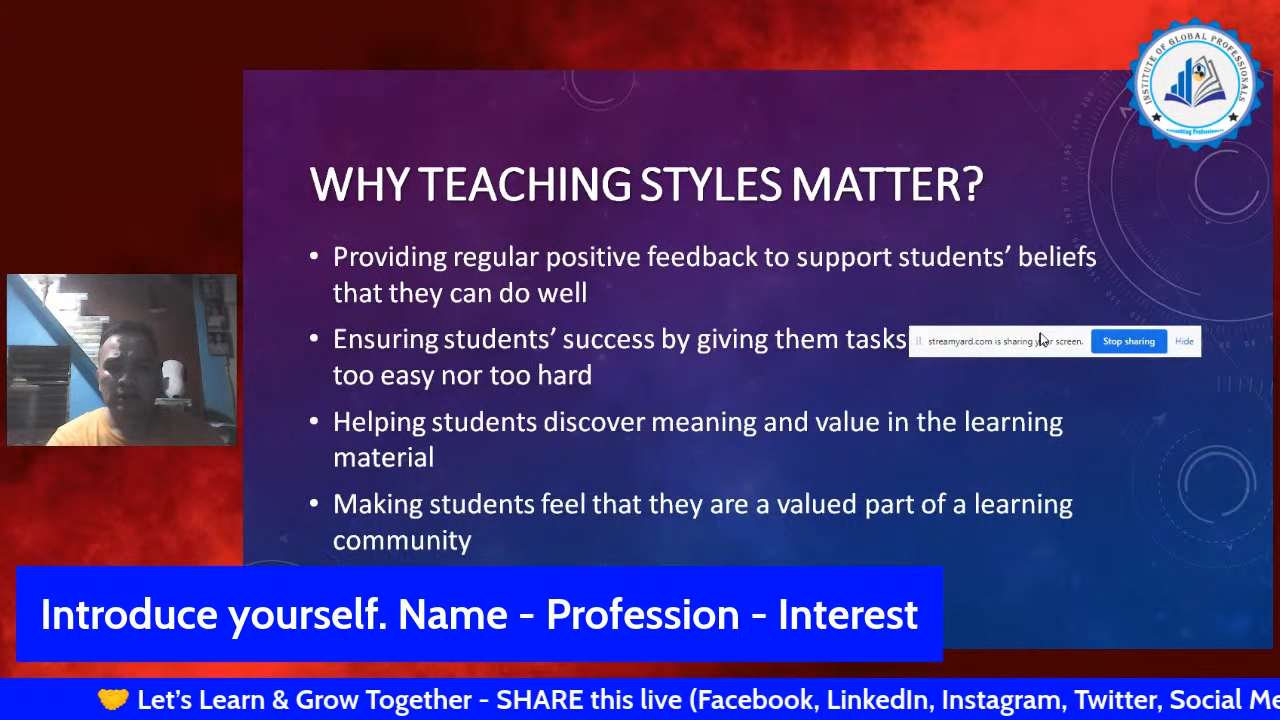 INSTITUTE OF GLOBAL PROFESSIONALS
WHY TEACHING STYLES MATTER?
• Providing regular positive feedback to support students’ beliefs
that they can do well
• Ensuring students’ success by giving them tasks
too easy nor too hard
streamyard.com is sharing your screen.
Stop sharing
Hide
• Helping students discover meaning and value in the learning
material
• Making students feel that they are a valued part of a learning
community
Introduce yourself. Name - Profession - Interest
🤝 Let’s Learn & Grow Together - SHARE this live (Facebook, LinkedIn, Instagram, Twitter, Social Me